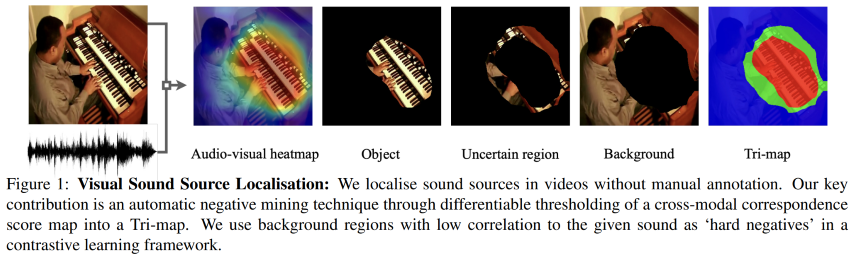 Audio-visual heatmap Object Uncertain region Background Tri-map
Figure 1: Visual Sound Source Localisation: We localise sound sources in videos without manual annotation. Our key
contribution is an automatic negative mining technique through differentiable thresholding of a cross-modal correspondence
score map into a Tri-map. We use background regions with low correlation to the given sound as ‘hard negatives’ in a
contrastive learning framework.